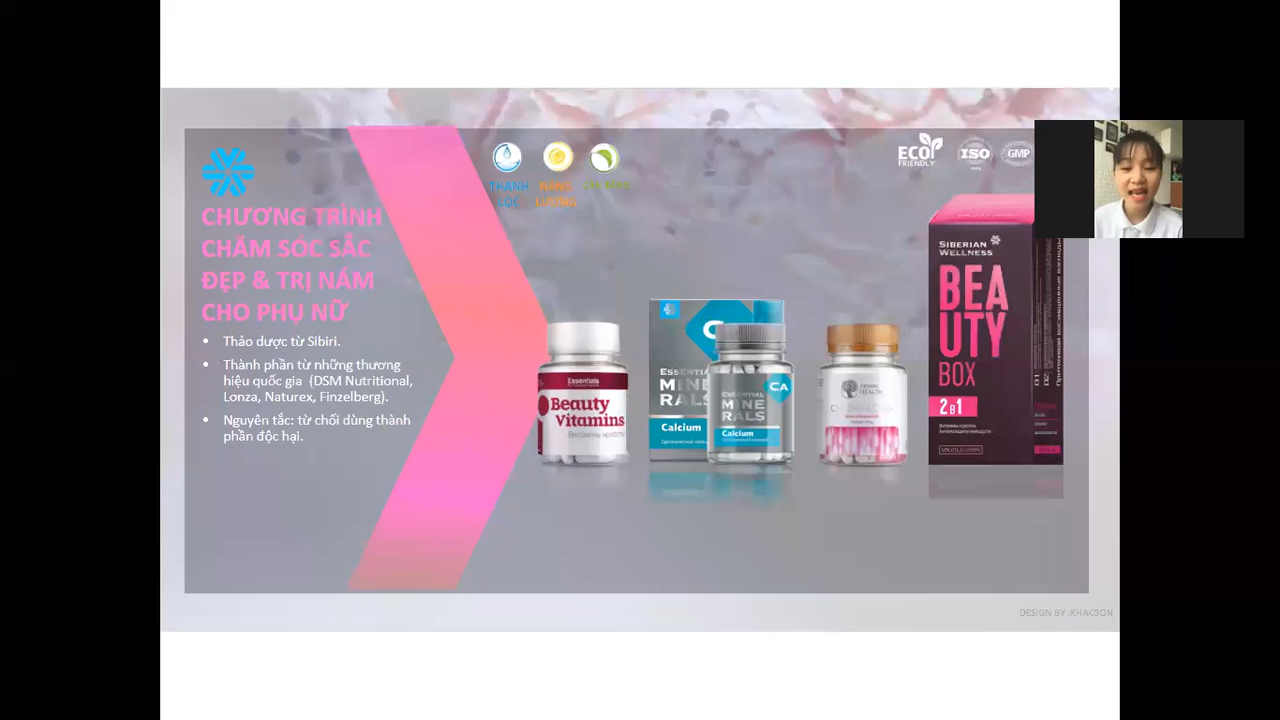 CHƯƠNG TRÌNH
CHĂM SÓC SẮC
ĐẸP & TRỊ NÁM
CHO PHỤ NỮ
• Thảo dược từ Sibiri.
• Thành phần từ những thương
hiệu quốc gia (DSM Nutritional,
Lonza, Naturex, Finzelberg).
• Nguyên tắc: từ chối dùng thành
phần độc hại.
THANH
LỌC
NĂNG
LƯỢNG
ECO
FRIENDLY
ISO
GMP
Essentials
Beauty
Vitamins
ESSENTIAL
MINE
RALS
Calcium
CA
ESSENTIAL
MINE
RALS
Calcium
HEALTH
SIBERIAN
WELLNESS
BEA
UTY
BOX
2 в 1
DESIGN BY :KHACSON